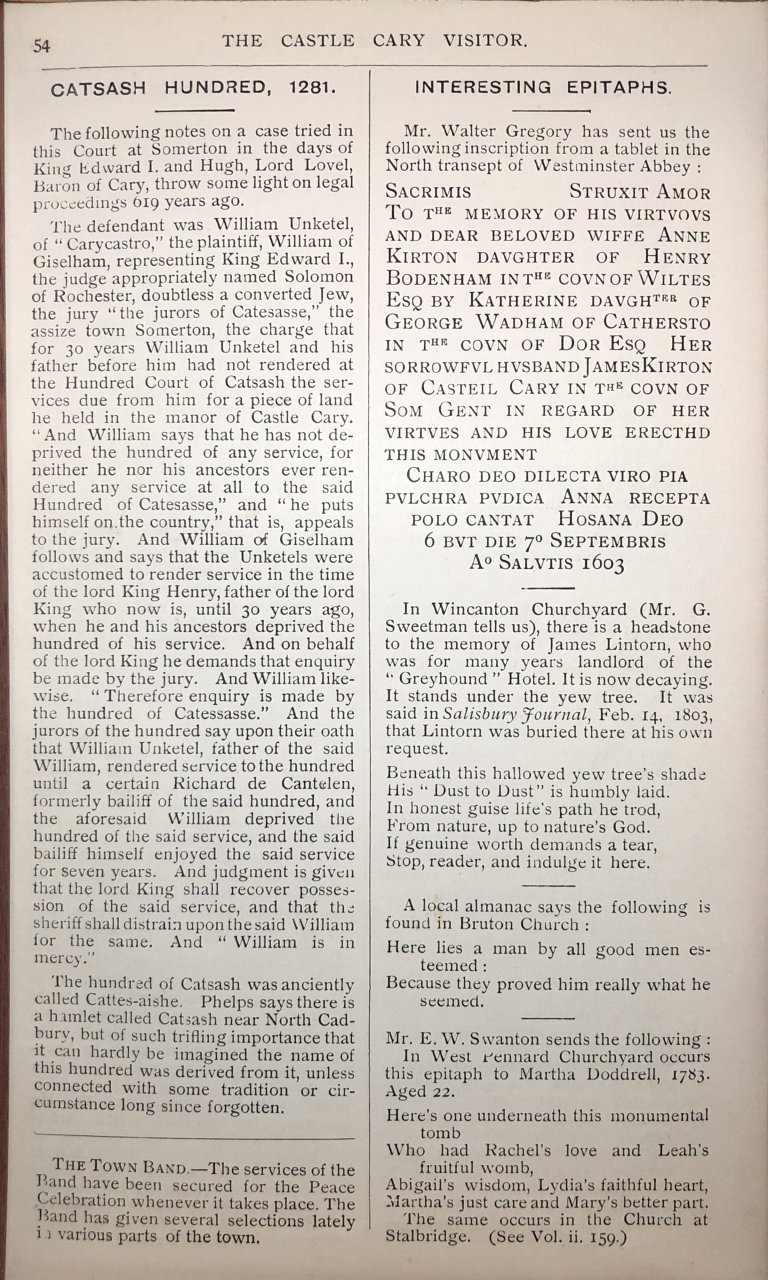 54
THE CASTLE CARY VISITOR.
CATSASH HUNDRED, 1281.
The following notes on a case tried in
this Court at Somerton in the days of
King Edward I. and Hugh, Lord Lovel,
Baron of Cary, throw some light on legal
proceedings 619 years ago.
The defendant was William Unketel,
of "Carycastro," the plaintiff, William of
Giselham, representing King Edward I.,
the judge appropriately named Solomon
of Rochester, doubtless a converted Jew,
the jury "the jurors of Catesasse," the
assize town Somerton, the charge that
for 30 years William Unketel and his
father before him had not rendered at
the Hundred Court of Catsash the ser-
vices due from him for a piece of land
he held in the manor of Castle Cary.
"And William says that he has not de-
prived the hundred of any service, for
neither he nor his ancestors ever ren-
dered any service at all to the said
Hundred of Catesasse," and "he puts
himself on.the country," that is, appeals
to the jury. And William of Giselham
follows and says that the Unketels were
accustomed to render service in the time
of the lord King Henry, father of the lord
King who now is, until 30 years ago,
when he and his ancestors deprived the
hundred of his service. And on behalf
of the lord King he demands that enquiry
be made by the jury. And William like-
wise. "Therefore enquiry is made by
the hundred of Catessasse." And the
jurors of the hundred say upon their oath
that William Unketel, father of the said
William, rendered service to the hundred
until a certain Richard de Cantelen,
formerly bailiff of the said hundred, and
the aforesaid William deprived the
hundred of the said service, and the said
bailiff himself enjoyed the said service
for seven years. And judgment is given
that the lord King shall recover posses-
sion of the said service, and that the
sheriff shall distrain upon the said William
for the same. And "William is in
mercy."
The hundred of Catsash was anciently
called Cattes-aishe. Phelps says there is
a hamlet called Catsash near North Cad-
bury, but of such trifling importance that
it can hardly be imagined the name of
this hundred was derived from it, unless
connected with some tradition or cir-
cumstance long since forgotten.
THE TOWN BAND.—The services of the
Band have been secured for the Peace
Celebration whenever it takes place. The
Band has given several selections lately
in various parts of the town.
INTERESTING EPITAPHS.
Mr. Walter Gregory has sent us the
following inscription from a tablet in the
North transept of Westminster Abbey :
SACRIMIS STRUXIT AMOR
TO THE MEMORY OF HIS VIRTVOVS
AND DEAR BELOVED WIFFE ANNE
KIRTON DAVGHTER OF HENRY
BODENHAM IN THE COVN OF WILTES
ESQ BY KATHERINE DAVGHTER OF
GEORGE WADHAM OF CATHERSTO
IN THE COVN OF DOR ESQ HER
SORROWFVL HVSBAND JAMES KIRTON
OF CASTEIL CARY IN THE COVN OF
SOM GENT IN REGARD OF HER
VIRTVES AND HIS LOVE ERECTHD
THIS MONVMENT
CHARO DEO DILECTA VIRO PIA
PVLCHRA PVDICA ANNA RECEPTA
POLO CANTAT HOSANA DEO
6 BVT DIE 7º SEPTEMBRIS
Aº SALVTIS 1603
In Wincanton Churchyard (Mr. G.
Sweetman tells us), there is a headstone
to the memory of James Lintorn, who
was for many years landlord of the
"Greyhound" Hotel. It is now decaying.
It stands under the yew tree. It was
said in Salisbury Journal, Feb. 14, 1803,
that Lintorn was buried there at his own
request.
Beneath this hallowed yew tree's shade
His "Dust to Dust" is humbly laid.
In honest guise life's path he trod,
From nature, up to nature's God.
If genuine worth demands a tear,
Stop, reader, and indulge it here.
A local almanac says the following is
found in Bruton Church :
Here lies a man by all good men es-
teemed :
Because they proved him really what he
seemed.
Mr. E. W. Swanton sends the following :
In West Pennard Churchyard occurs
this epitaph to Martha Doddrell, 1783.
Aged 22.
Here's one underneath this monumental
tomb
Who had Rachel's love and Leah's
fruitful womb,
Abigail's wisdom, Lydia's faithful heart,
Martha's just care and Mary's better part.
The same occurs in the Church at
Stalbridge. (See Vol. ii. 159.)